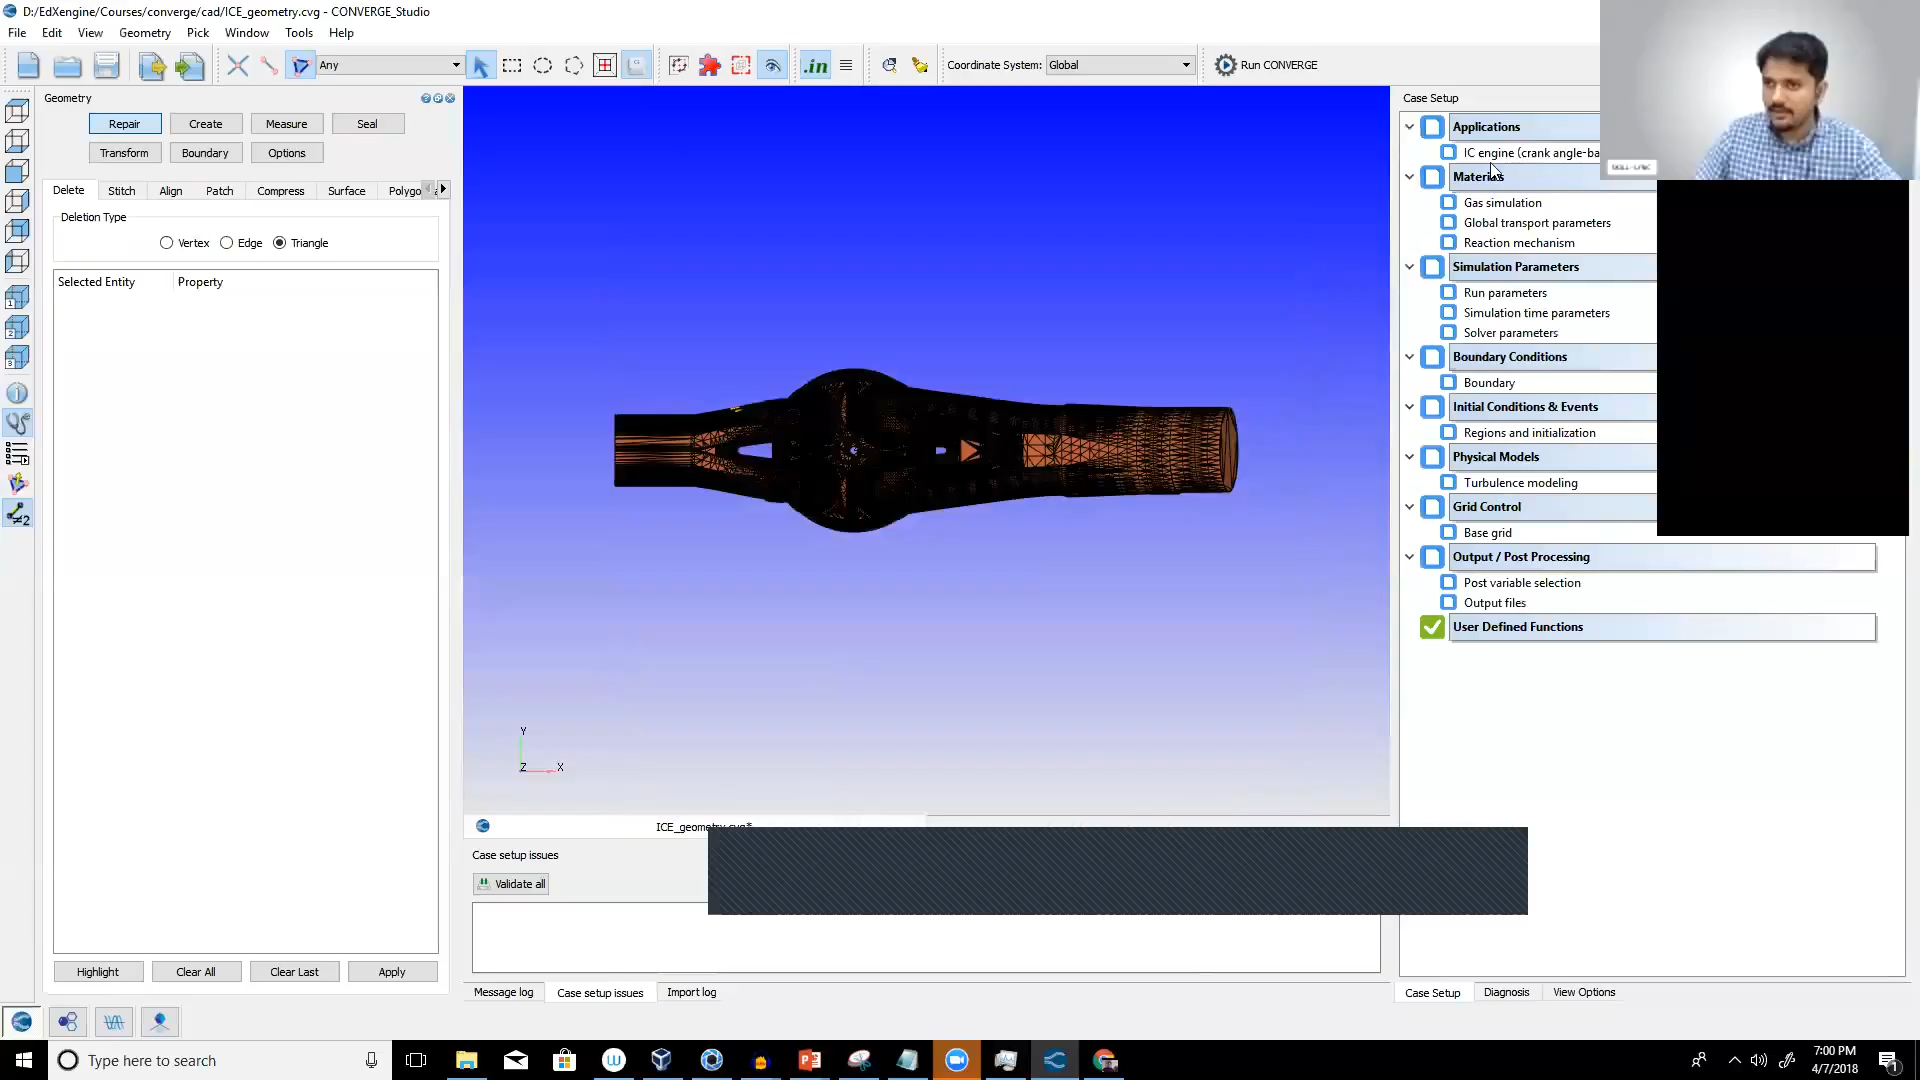 D:/EdXengine/Courses/converge/cad/ICE_geometry.cvg - CONVERGE_Studio
File Edit View Geometry Pick Window Tools Help
Any
.in
Coordinate System: Global
Run CONVERGE
Geometry
Repair Create Measure Seal
Transform Boundary Options
Delete Stitch Align Patch Compress Surface Polygo
Deletion Type
Vertex Edge Triangle
Selected Entity Property
Highlight Clear All Clear Last Apply
Y
Z X
ICE_geometry.cvg*
Case setup issues
Validate all
Message log Case setup issues Import log
Case Setup
Applications
IC engine (crank angle-ba
Materials
Gas simulation
Global transport parameters
Reaction mechanism
Simulation Parameters
Run parameters
Simulation time parameters
Solver parameters
Boundary Conditions
Boundary
Initial Conditions & Events
Regions and initialization
Physical Models
Turbulence modeling
Grid Control
Base grid
Output / Post Processing
Post variable selection
Output files
User Defined Functions
Case Setup Diagnosis View Options
SKILL-LYNC
Type here to search
7:00 PM
4/7/2018